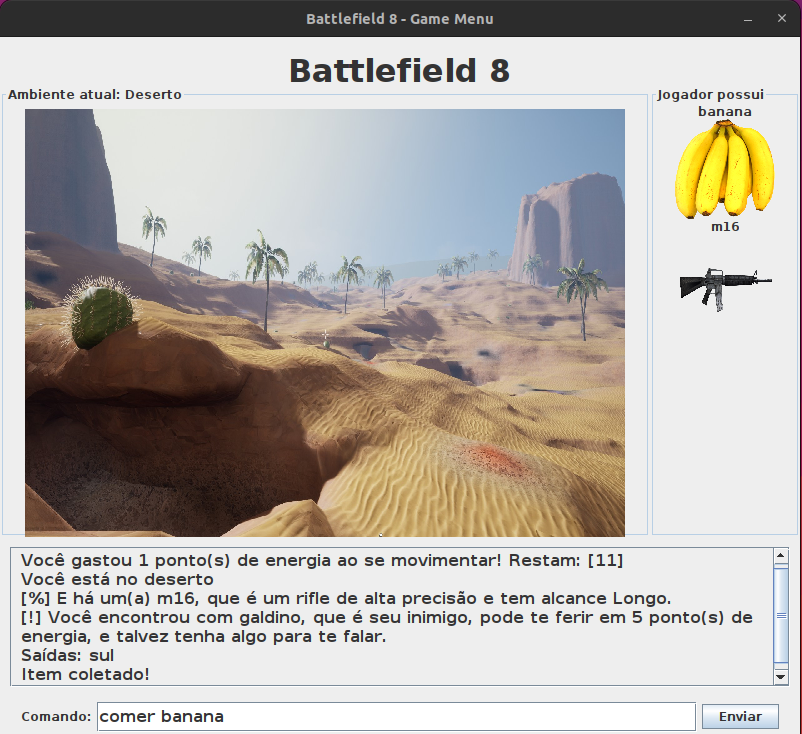 Battlefield 8 - Game Menu
Battlefield 8
Ambiente atual: Deserto
Jogador possui
banana
m16
Você gastou 1 ponto(s) de energia ao se movimentar! Restam: [11]
Você está no deserto
[%] E há um(a) m16, que é um rifle de alta precisão e tem alcance Longo.
[!] Você encontrou com galdino, que é seu inimigo, pode te ferir em 5 ponto(s) de
energia, e talvez tenha algo para te falar.
Saídas: sul
Item coletado!
Comando: comer banana Enviar